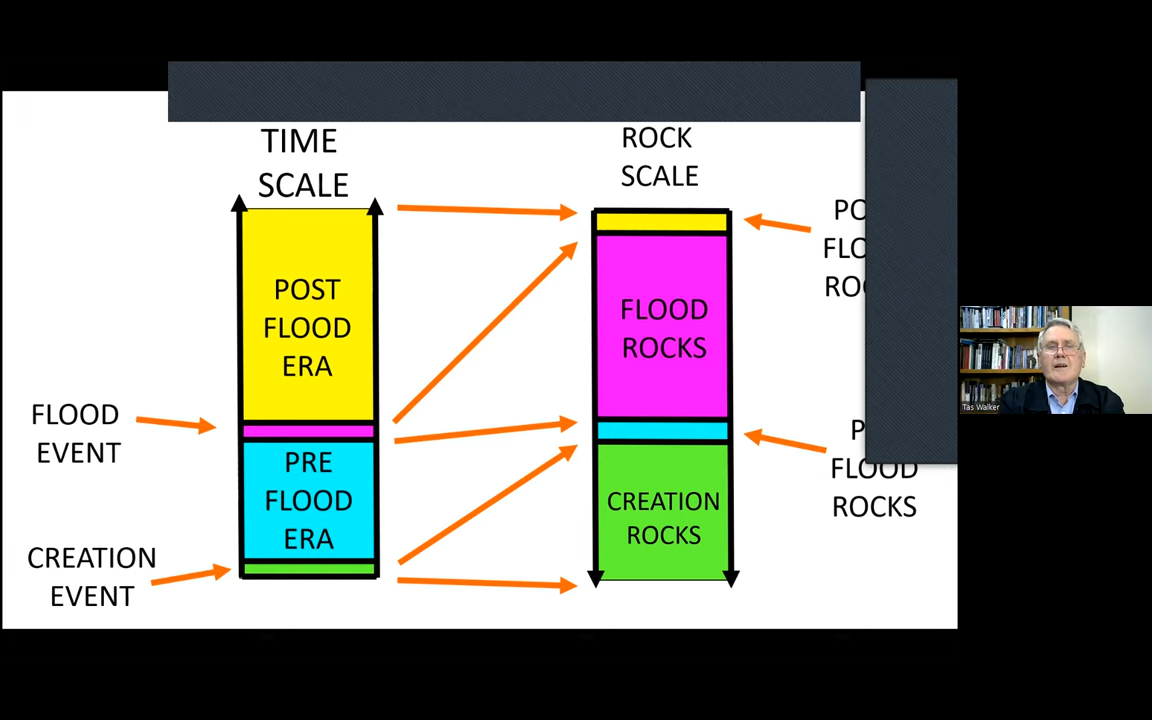 TIME
SCALE
ROCK
SCALE
POST
FLOOD
ERA
FLOOD
EVENT
PRE
FLOOD
ERA
CREATION
EVENT
FLOOD
ROCKS
CREATION
ROCKS
FLOOD
ROCKS
Tas Walker